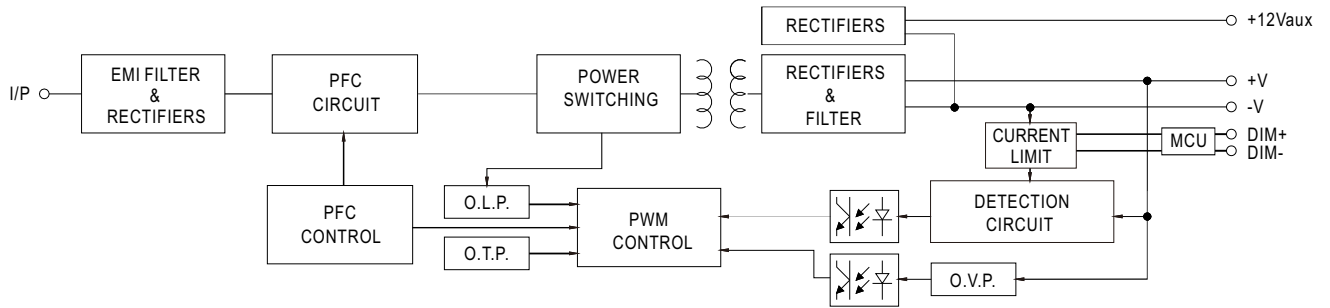 RECTIFIERS
+12Vaux
I/P
EMI FILTER
&
RECTIFIERS
PFC
CIRCUIT
POWER
SWITCHING
RECTIFIERS
&
FILTER
+V
-V
CURRENT
LIMIT
MCU
DIM+
DIM-
PFC
CONTROL
O.L.P.
O.T.P.
PWM
CONTROL
DETECTION
CIRCUIT
O.V.P.